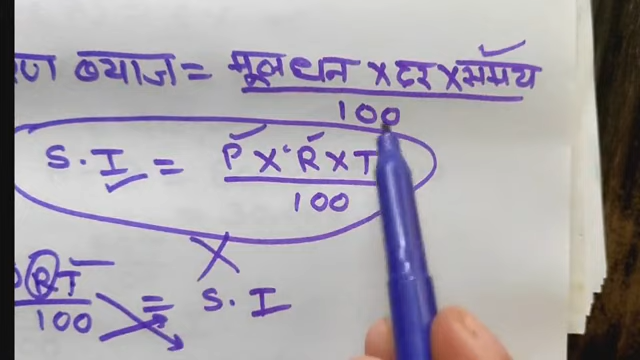 ब्याज = मूलधन × दर × समय
100
S.I = P × R × T
100
RT = S.I
100